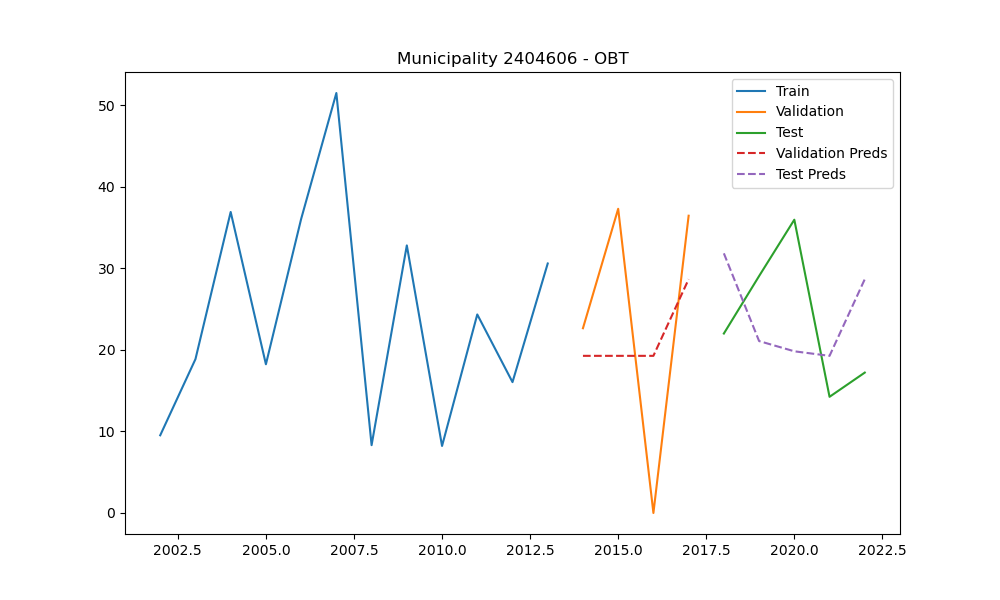 Municipality 2404606 - OBT
Train
Validation
Test
Validation Preds
Test Preds
50
40
30
20
10
0
2002.5 2005.0 2007.5 2010.0 2012.5 2015.0 2017.5 2020.0 2022.5